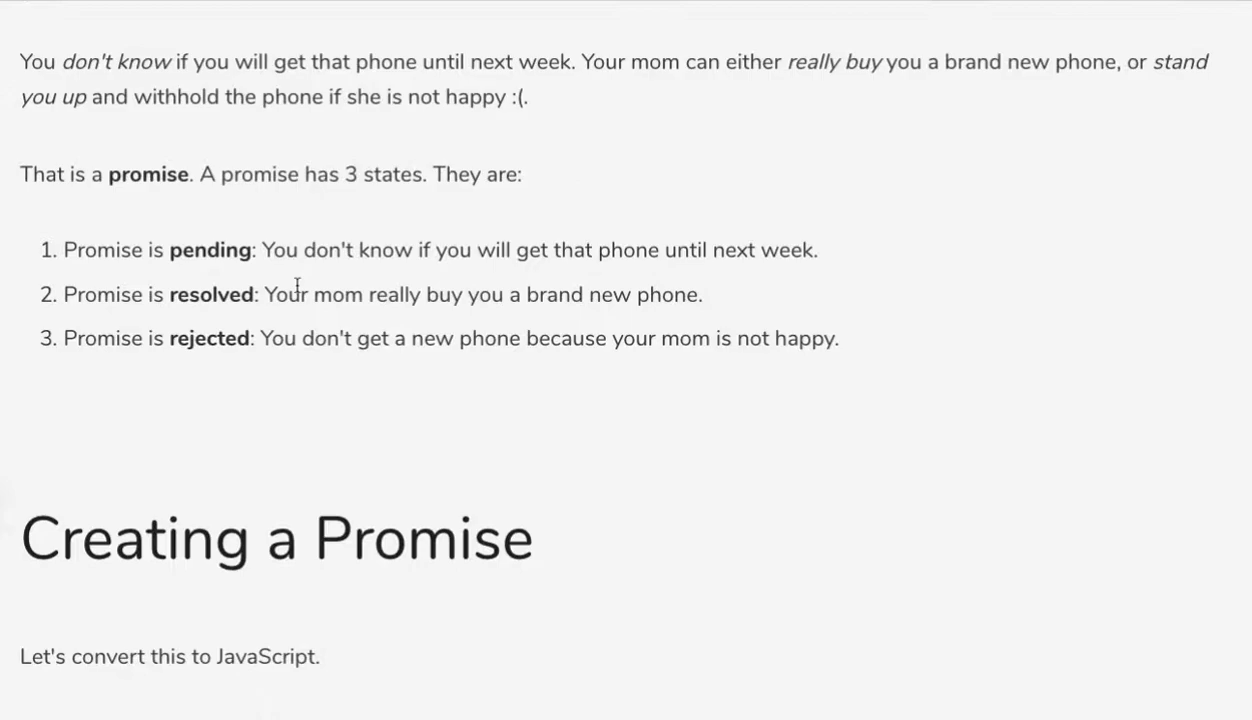 You don't know if you will get that phone until next week. Your mom can either really buy you a brand new phone, or stand
you up and withhold the phone if she is not happy :(.
That is a promise. A promise has 3 states. They are:
1. Promise is pending: You don't know if you will get that phone until next week.
2. Promise is resolved: Your mom really buy you a brand new phone.
3. Promise is rejected: You don't get a new phone because your mom is not happy.
Creating a Promise
Let's convert this to JavaScript.